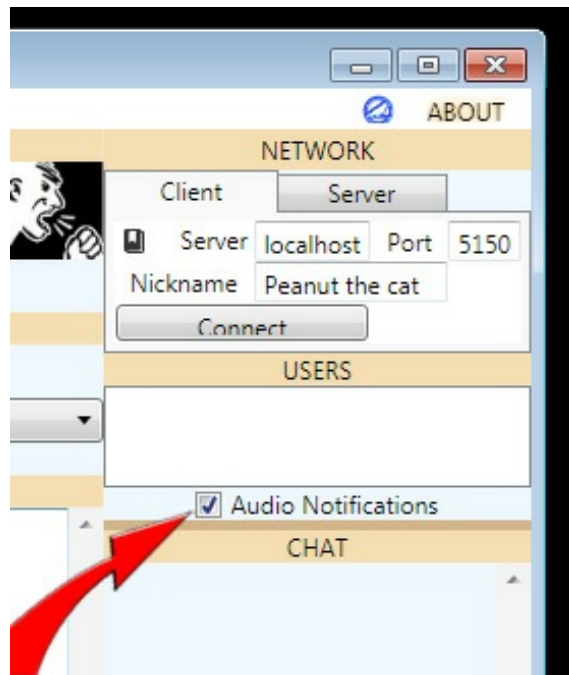 ABOUT
NETWORK
Client Server
Server localhost Port 5150
Nickname Peanut the cat
Connect
USERS
Audio Notifications
CHAT